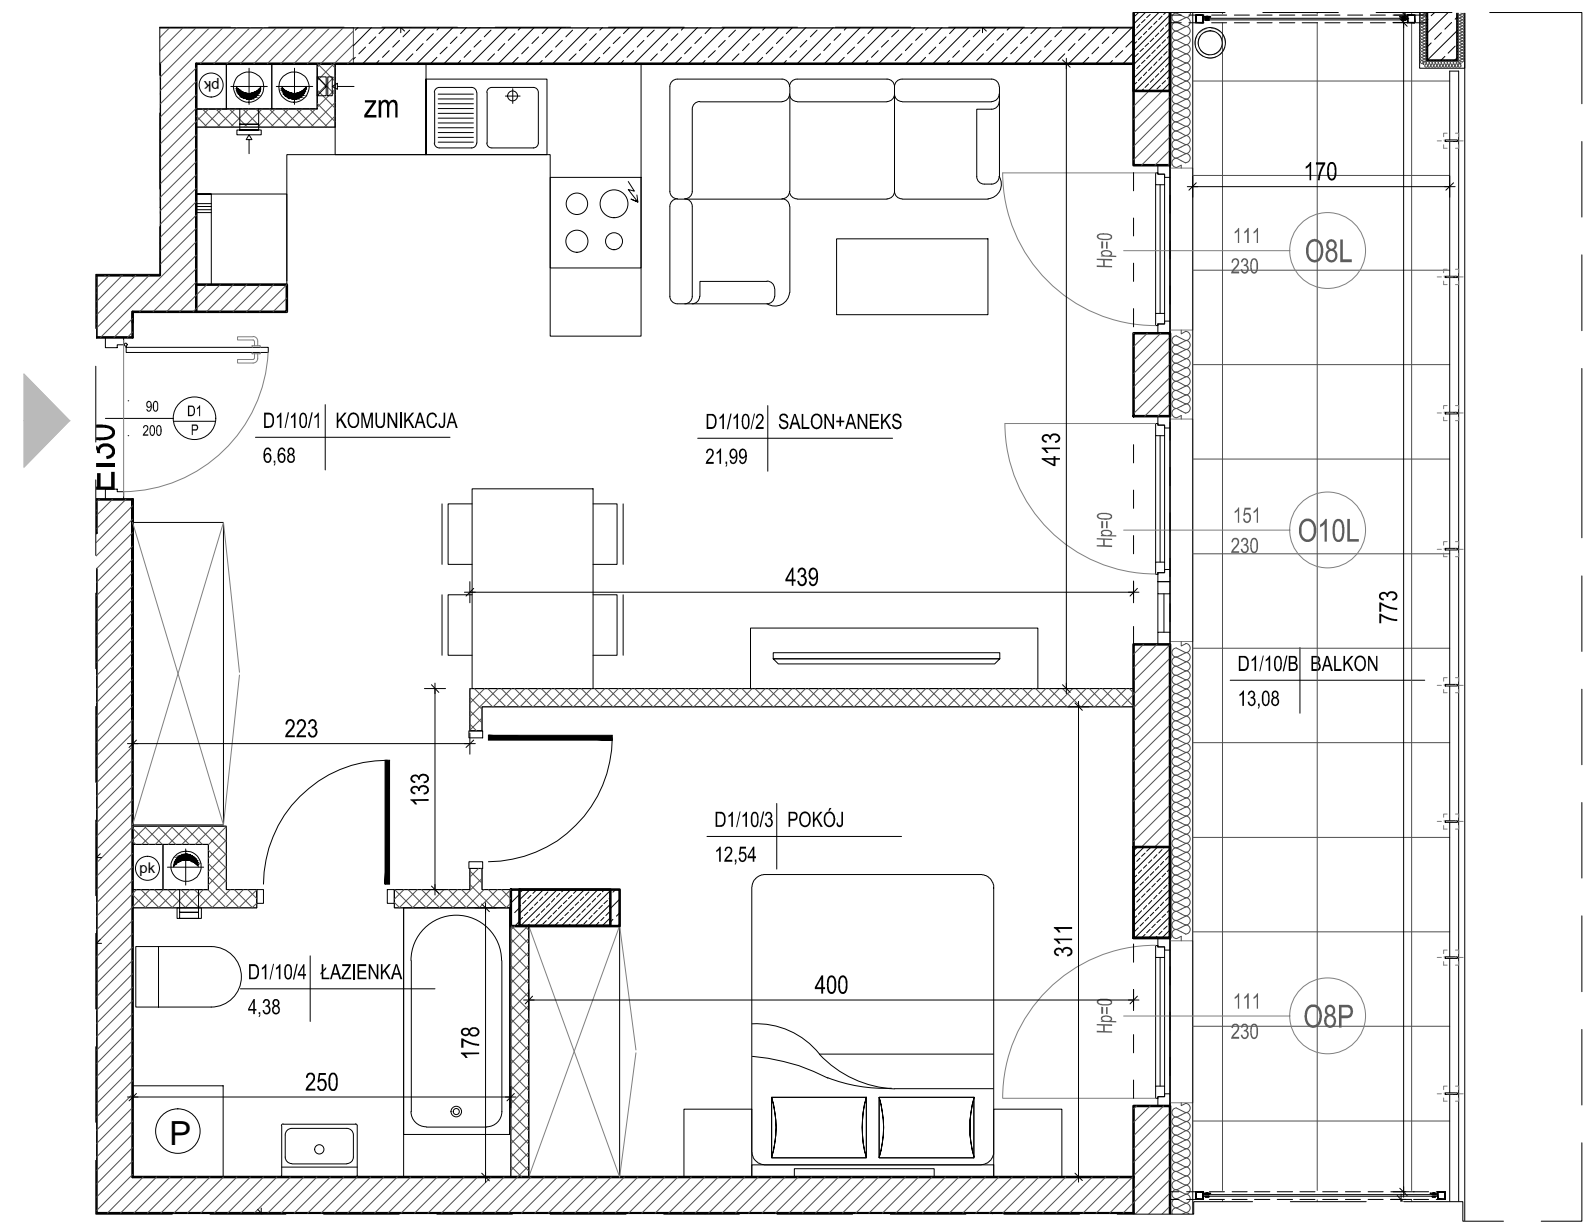 pk
zm
170
111
230
O8L
Hp=0
90
200
D1
P
EI30
D1/10/1 KOMUNIKACJA
6,68
D1/10/2 SALON+ANEKS
21,99
413
151
230
O10L
Hp=0
439
773
D1/10/B BALKON
13,08
223
133
D1/10/3 POKÓJ
12,54
pk
311
D1/10/4 ŁAZIENKA
4,38
400
111
230
O8P
Hp=0
178
250
P